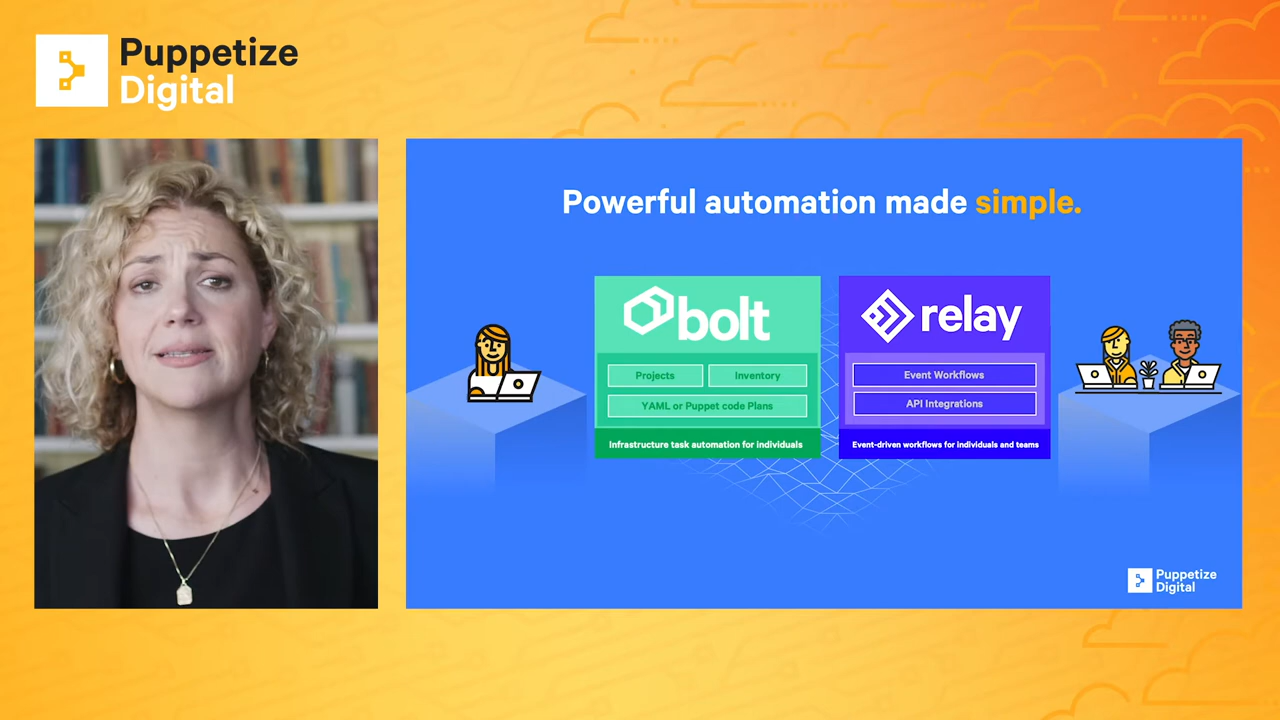 Puppetize
Digital
Powerful automation made simple.
bolt
relay
Projects
Inventory
YAML or Puppet code Plans
Infrastructure task automation for individuals
Event Workflows
API Integrations
Event-driven workflows for individuals and teams
Puppetize
Digital